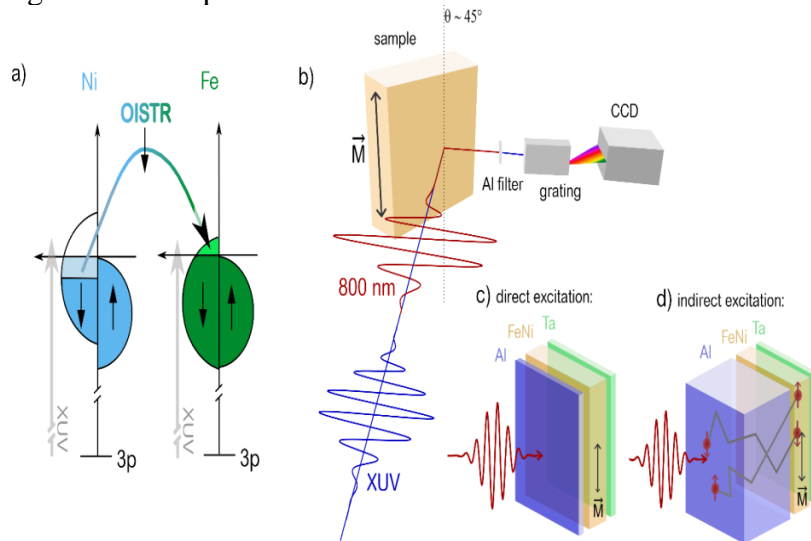 a)
Ni
Fe
OISTR
XUV
XUV
3p
3p
b)
sample
θ ~ 45°
M
Al filter
grating
CCD
800 nm
XUV
c) direct excitation:
Ta
FeNi
Al
M
d) indirect excitation:
Ta
FeNi
Al
M